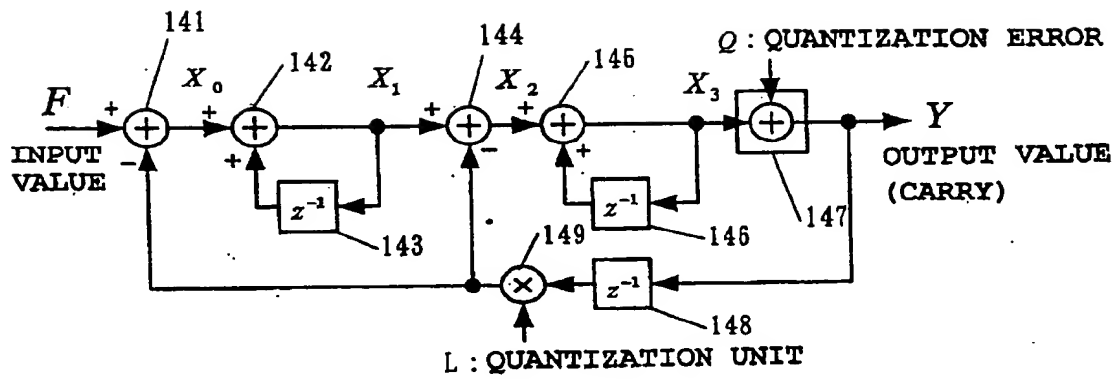 141
142
144
146
Q : QUANTIZATION ERROR
X₀
X₁
X₂
X₃
F
+
+
+
+
+
+
+
+
Y
INPUT
VALUE
−
+
−
+
OUTPUT VALUE
(CARRY)
z⁻¹
z⁻¹
147
143
149
146
×
z⁻¹
148
L : QUANTIZATION UNIT